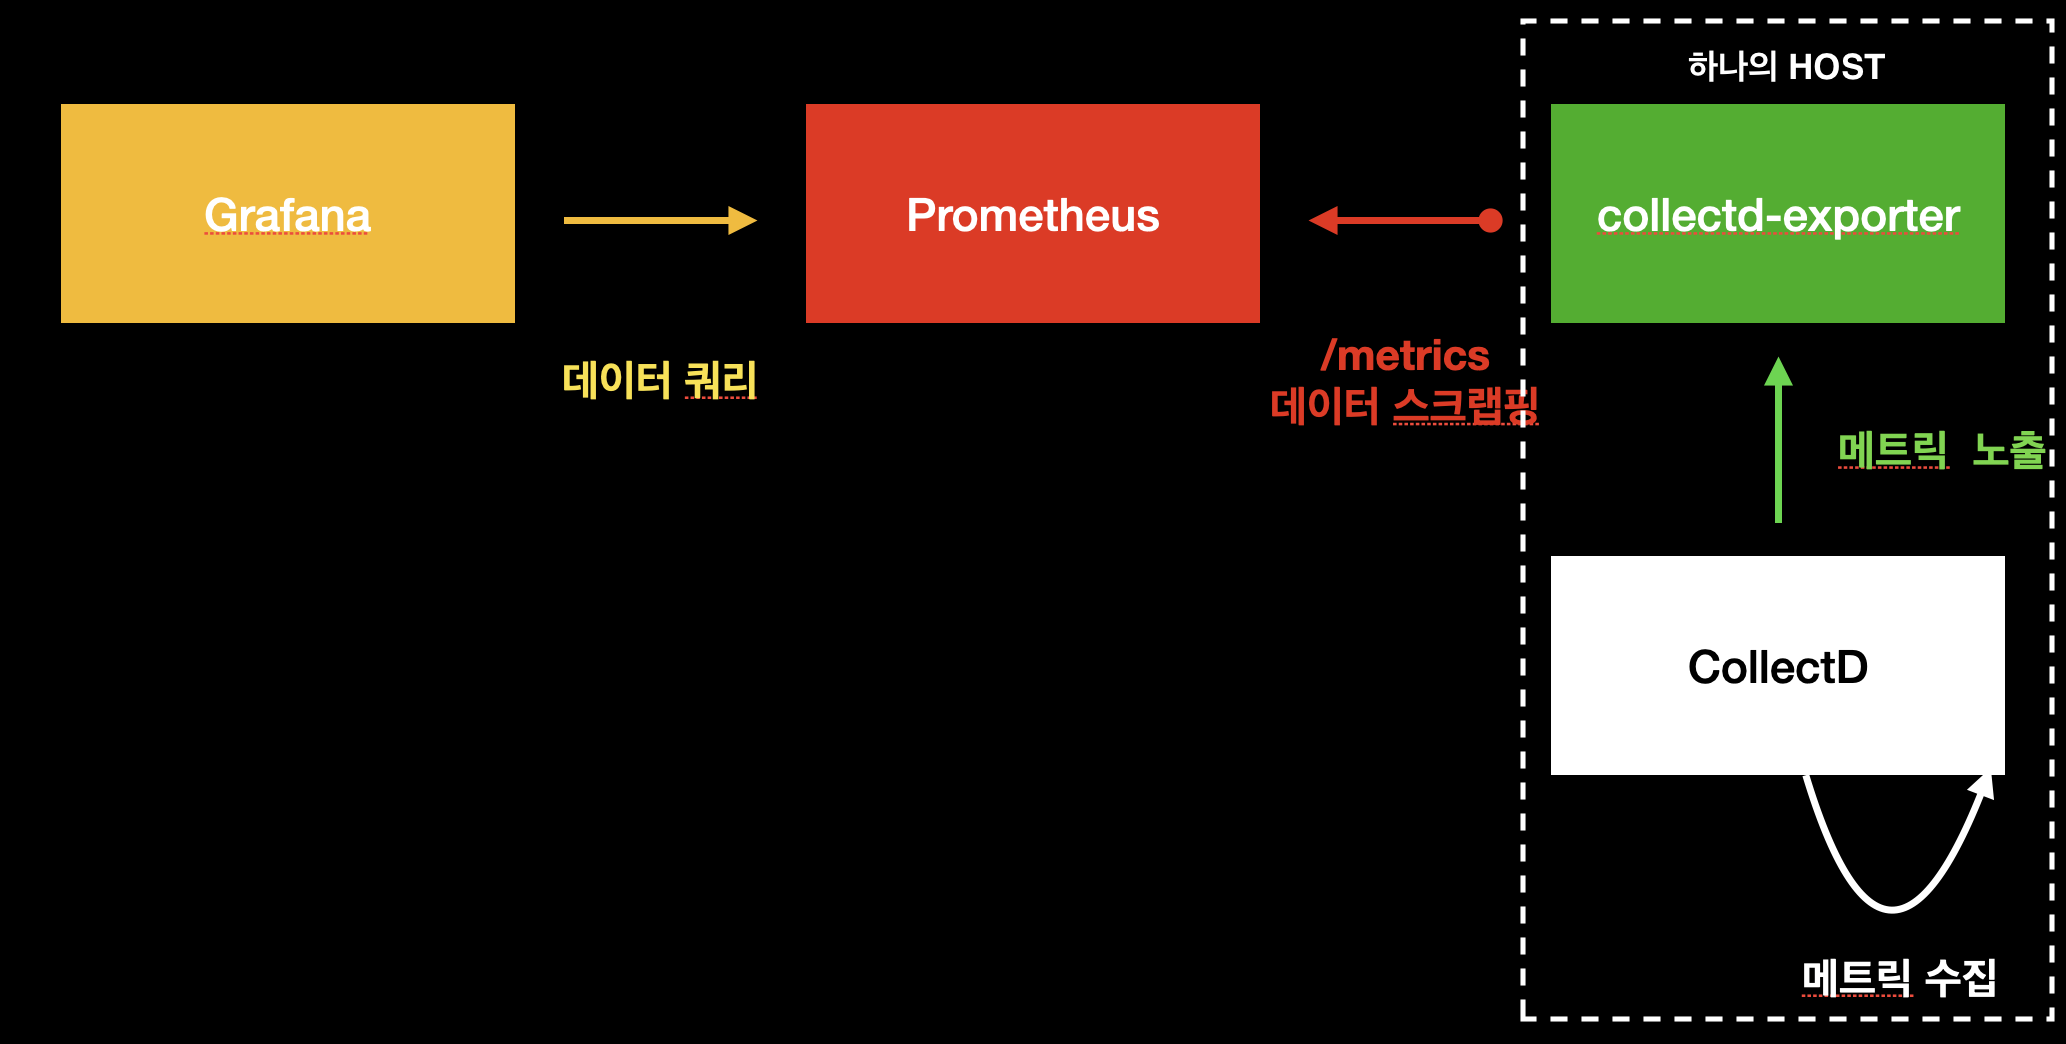 하나의 HOST
Grafana
Prometheus
collectd-exporter
데이터 쿼리
/metrics
데이터 스크랩핑
메트릭 노출
CollectD
메트릭 수집